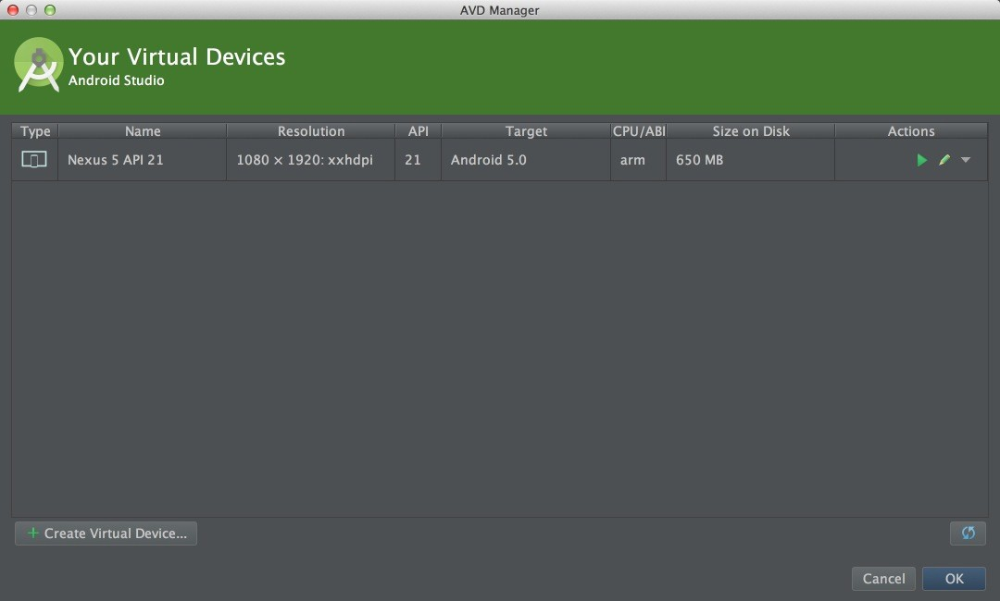 AVD Manager
Your Virtual Devices
Android Studio
Type Name Resolution API Target CPU/ABI Size on Disk Actions
Nexus 5 API 21 1080 × 1920: xxhdpi 21 Android 5.0 arm 650 MB
+ Create Virtual Device...
Cancel OK